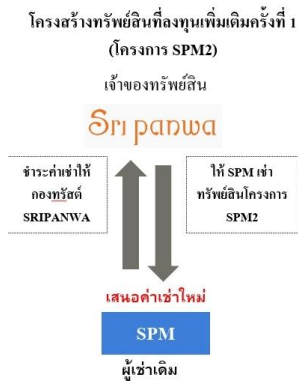 โครงสร้างทรัพย์สินที่ลงทุนเพิ่มเติมครั้งที่ 1
(โครงการ SPM2)
เจ้าของทรัพย์สิน
Sri panwa
ชำระค่าเช่าให้
กองทรัสต์
SRIPANWA
ให้ SPM เช่า
ทรัพย์สินโครงการ
SPM2
เสนอค่าเช่าใหม่
SPM
ผู้เช่าเดิม